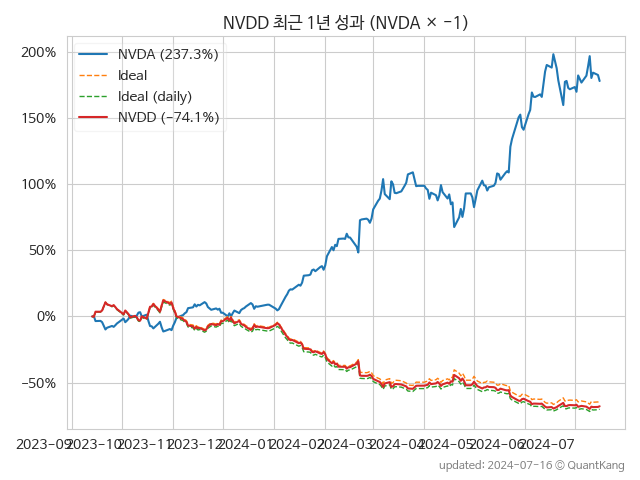 NVDD 최근 1년 성과 (NVDA × −1)
NVDA (237.3%)
Ideal
Ideal (daily)
NVDD (−74.1%)
200%
150%
100%
50%
0%
−50%
2023-09 2023-10 2023-11 2023-12 2024-01 2024-02 2024-03 2024-04 2024-05 2024-06 2024-07
updated: 2024-07-16 © QuantKang